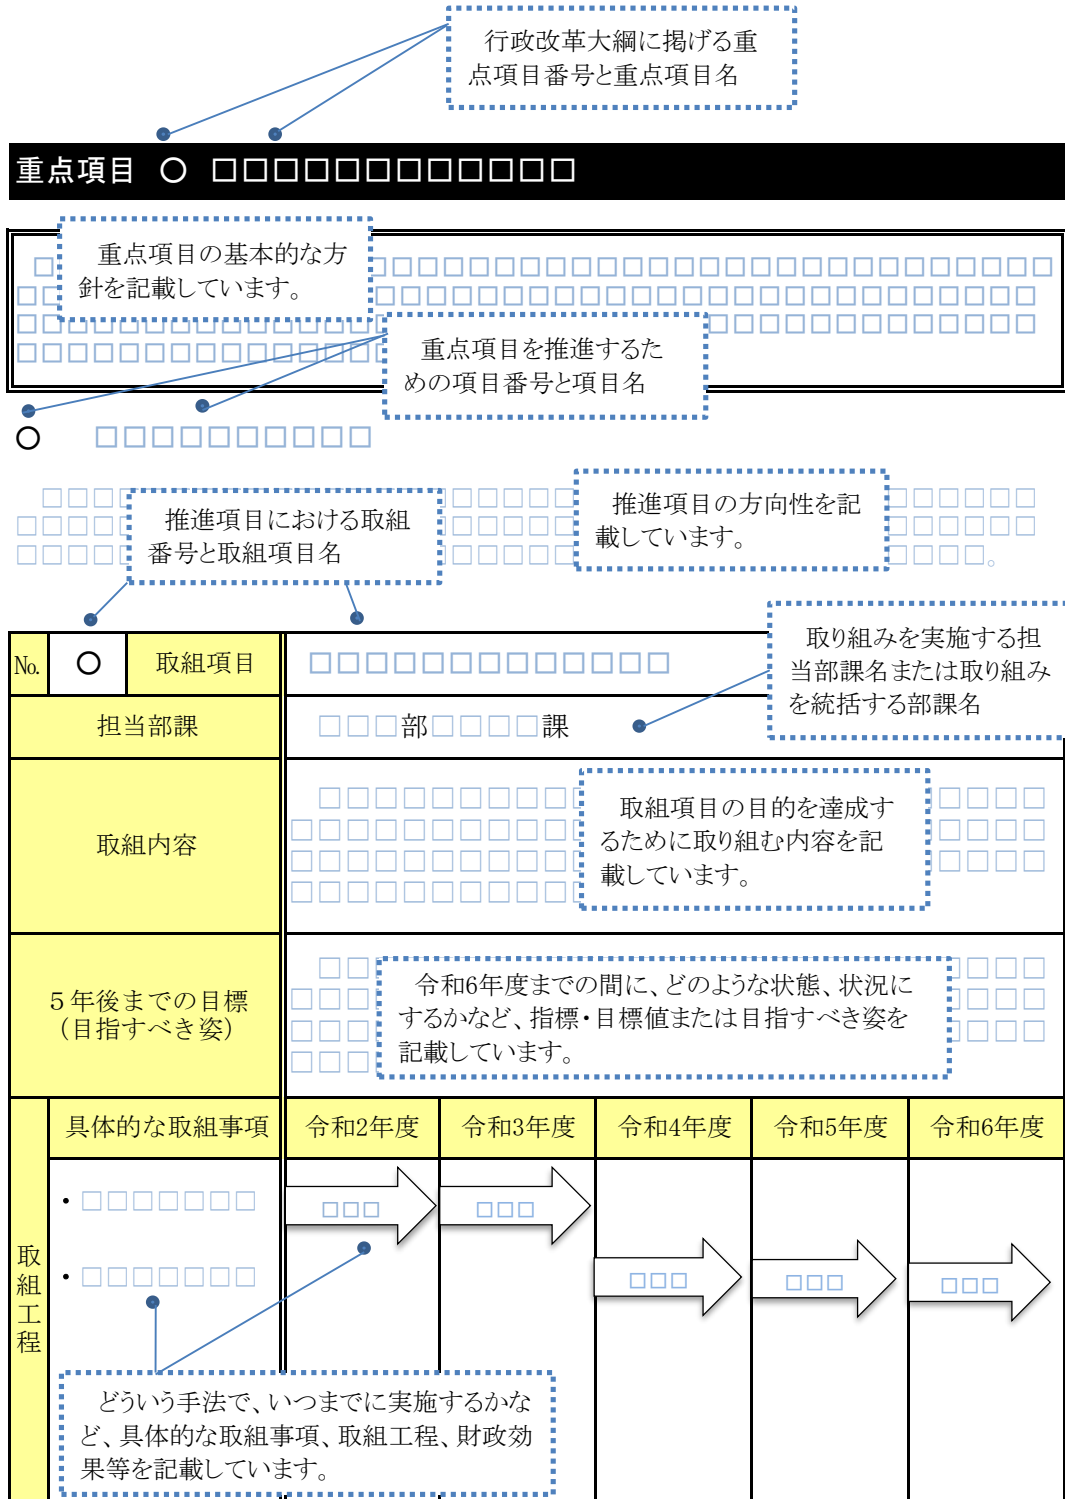 行政改革大綱に掲げる重
点項目番号と重点項目名
重点項目 ○ □□□□□□□□□□□□
重点項目の基本的な方
針を記載しています。
重点項目を推進するた
めの項目番号と項目名
○ □□□□□□□□□□
推進項目における取組
番号と取組項目名
推進項目の方向性を記
載しています。
取り組みを実施する担
当部課名または取り組み
を統括する部課名
No. ○ 取組項目 □□□□□□□□□□□□□
担当部課 □□□部□□□□課
取組内容
取組項目の目的を達成す
るために取り組む内容を記
載しています。
5年後までの目標
(目指すべき姿)
令和6年度までの間に、どのような状態、状況に
するかなど、指標・目標値または目指すべき姿を
記載しています。
取組工程
具体的な取組事項 令和2年度 令和3年度 令和4年度 令和5年度 令和6年度
・□□□□□□□ □□□ □□□
・□□□□□□□ □□□ □□□ □□□
どういう手法で、いつまでに実施するかな
ど、具体的な取組事項、取組工程、財政効
果等を記載しています。